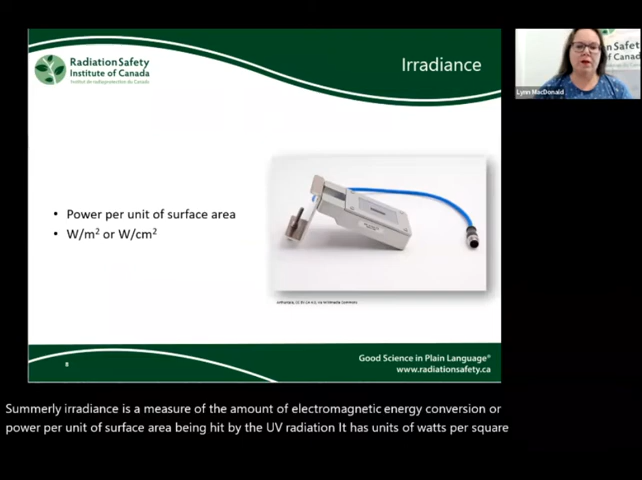 Radiation Safety
Institute of Canada
Institut de radioprotection du Canada
Irradiance
Lynn MacDonald
• Power per unit of surface area
• W/m² or W/cm²
8
Good Science in Plain Language®
www.radiationsafety.ca
Summerly irradiance is a measure of the amount of electromagnetic energy conversion or
power per unit of surface area being hit by the UV radiation It has units of watts per square